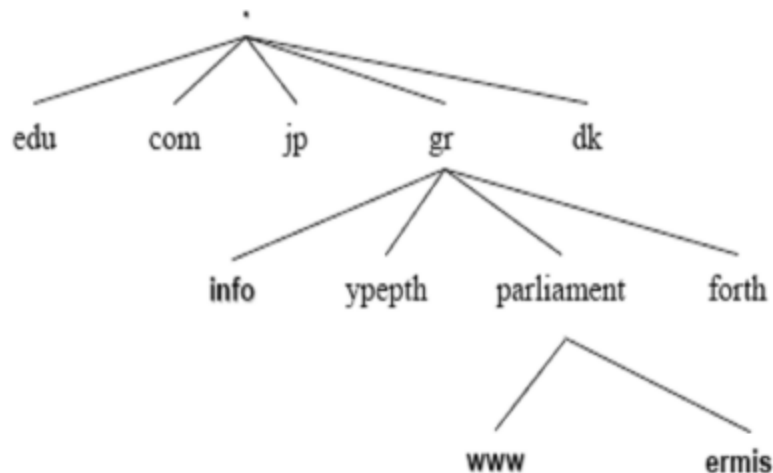 .
edu com jp gr dk
info ypepth parliament forth
www ermis